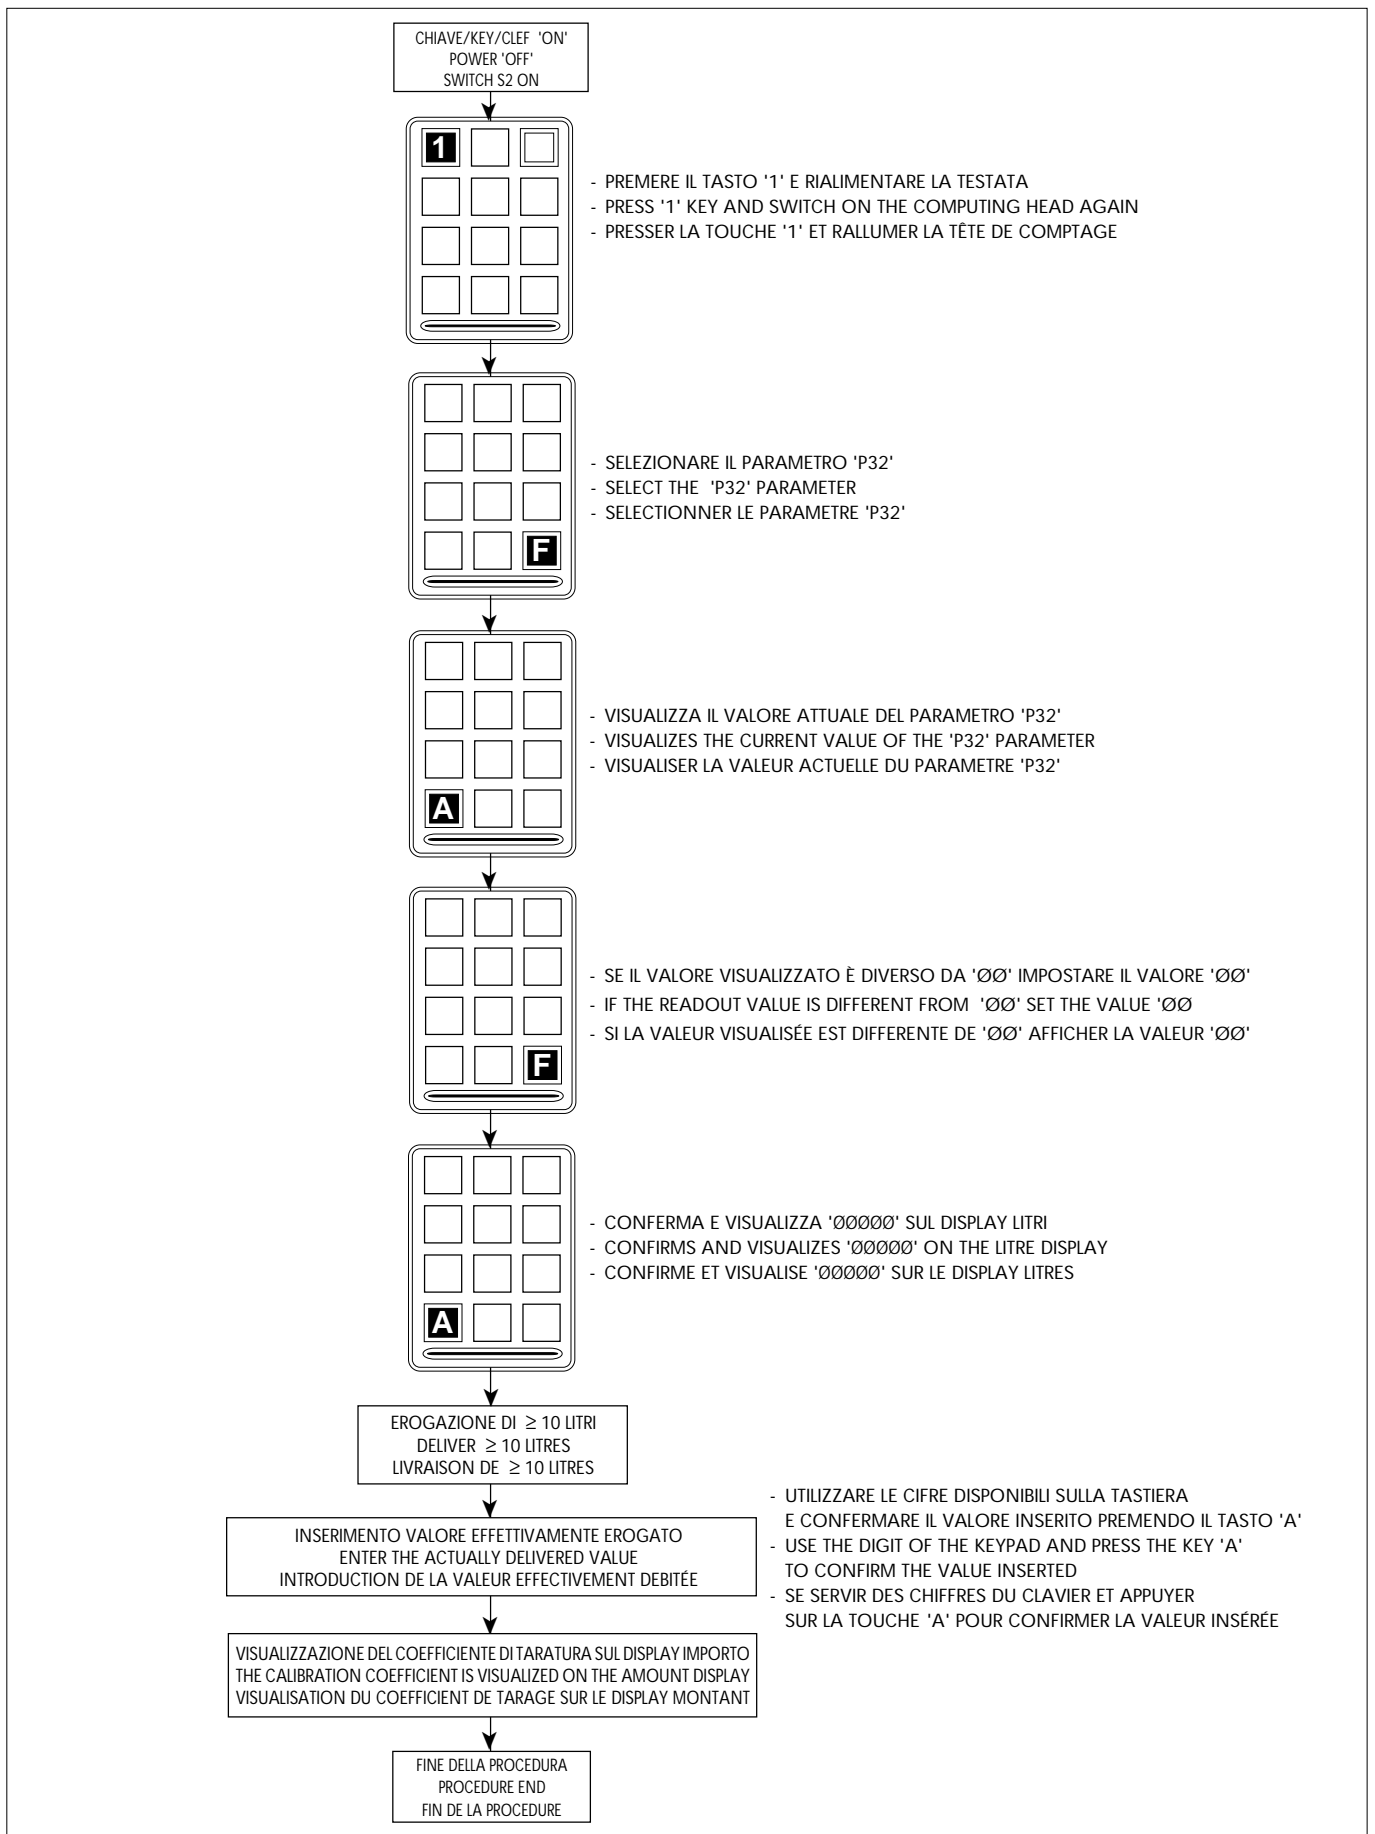 CHIAVE/KEY/CLEF 'ON'
POWER 'OFF'
SWITCH S2 ON
1
- PREMERE IL TASTO '1' E RIALIMENTARE LA TESTATA
- PRESS '1' KEY AND SWITCH ON THE COMPUTING HEAD AGAIN
- PRESSER LA TOUCHE '1' ET RALLUMER LA TÊTE DE COMPTAGE
- SELEZIONARE IL PARAMETRO 'P32'
- SELECT THE 'P32' PARAMETER
- SELECTIONNER LE PARAMETRE 'P32'
F
- VISUALIZZA IL VALORE ATTUALE DEL PARAMETRO 'P32'
- VISUALIZES THE CURRENT VALUE OF THE 'P32' PARAMETER
- VISUALISER LA VALEUR ACTUELLE DU PARAMETRE 'P32'
A
- SE IL VALORE VISUALIZZATO È DIVERSO DA 'ØØ' IMPOSTARE IL VALORE 'ØØ'
- IF THE READOUT VALUE IS DIFFERENT FROM 'ØØ' SET THE VALUE 'ØØ
- SI LA VALEUR VISUALISÉE EST DIFFERENTE DE 'ØØ' AFFICHER LA VALEUR 'ØØ'
F
- CONFERMA E VISUALIZZA 'ØØØØØ' SUL DISPLAY LITRI
- CONFIRMS AND VISUALIZES 'ØØØØØ' ON THE LITRE DISPLAY
- CONFIRME ET VISUALISE 'ØØØØØ' SUR LE DISPLAY LITRES
A
EROGAZIONE DI ≥ 10 LITRI
DELIVER ≥ 10 LITRES
LIVRAISON DE ≥ 10 LITRES
INSERIMENTO VALORE EFFETTIVAMENTE EROGATO
ENTER THE ACTUALLY DELIVERED VALUE
INTRODUCTION DE LA VALEUR EFFECTIVEMENT DEBITÉE
- UTILIZZARE LE CIFRE DISPONIBILI SULLA TASTIERA
E CONFERMARE IL VALORE INSERITO PREMENDO IL TASTO 'A'
- USE THE DIGIT OF THE KEYPAD AND PRESS THE KEY 'A'
TO CONFIRM THE VALUE INSERTED
- SE SERVIR DES CHIFFRES DU CLAVIER ET APPUYER
SUR LA TOUCHE 'A' POUR CONFIRMER LA VALEUR INSÉRÉE
VISUALIZZAZIONE DEL COEFFICIENTE DI TARATURA SUL DISPLAY IMPORTO
THE CALIBRATION COEFFICIENT IS VISUALIZED ON THE AMOUNT DISPLAY
VISUALISATION DU COEFFICIENT DE TARAGE SUR LE DISPLAY MONTANT
FINE DELLA PROCEDURA
PROCEDURE END
FIN DE LA PROCEDURE